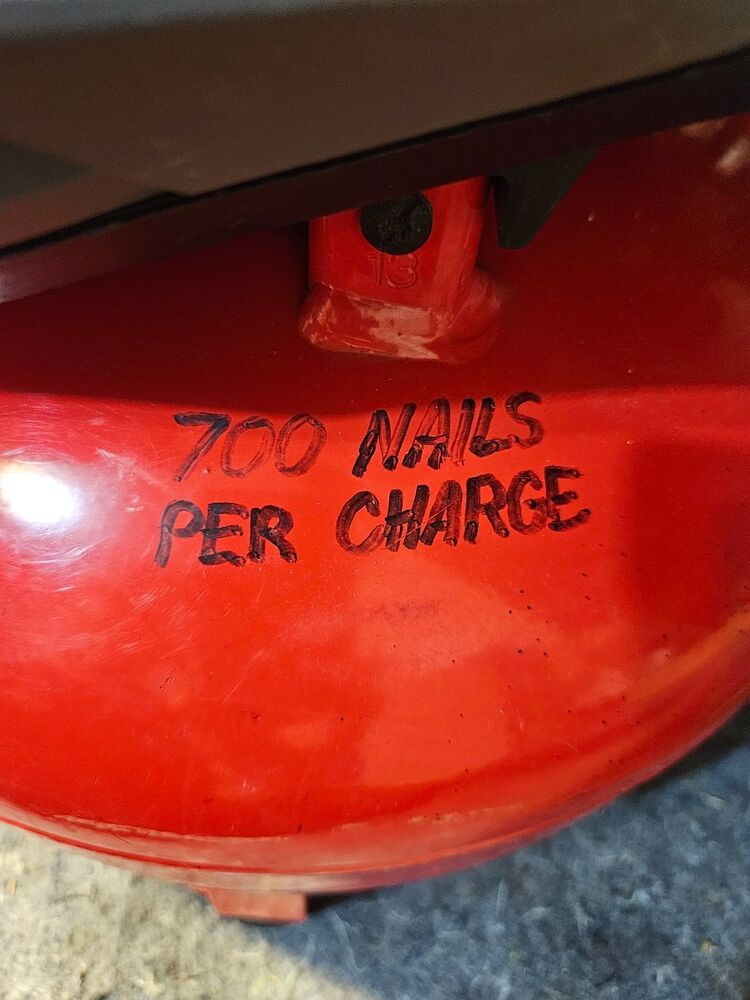 13
700 NAILS
PER CHARGE